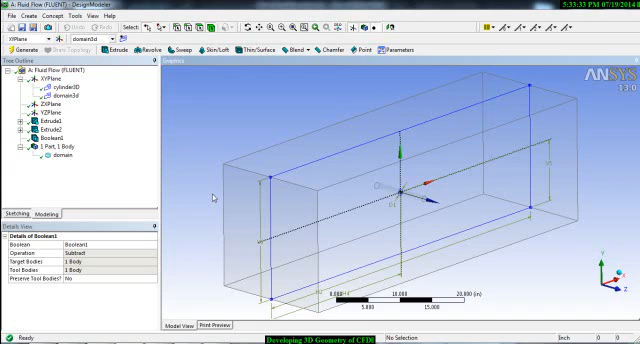 A: Fluid Flow (FLUENT) - DesignModeler
5:33:33 PM 07/19/2014
File Create Concept Tools View Help
Undo Redo Select:
XYPlane domain3d
Generate Share Topology Extrude Revolve Sweep Skin/Loft Thin/Surface Blend Chamfer Point Parameters
Tree Outline
Graphics
A: Fluid Flow (FLUENT)
XYPlane
cylinder3D
domain3d
ZXPlane
YZPlane
Extrude1
Extrude2
Boolean1
1 Part, 1 Body
domain
Sketching Modeling
Details View
Details of Boolean1
Boolean Boolean1
Operation Subtract
Target Bodies 1 Body
Tool Bodies 1 Body
Preserve Tool Bodies? No
ANSYS
13.0
V5
D1
Y
X
Z
0.000 10.000 20.000 (in)
5.000 15.000
Model View Print Preview
Ready
Developing 3D Geometry of CFD8
No Selection
Inch 0 0